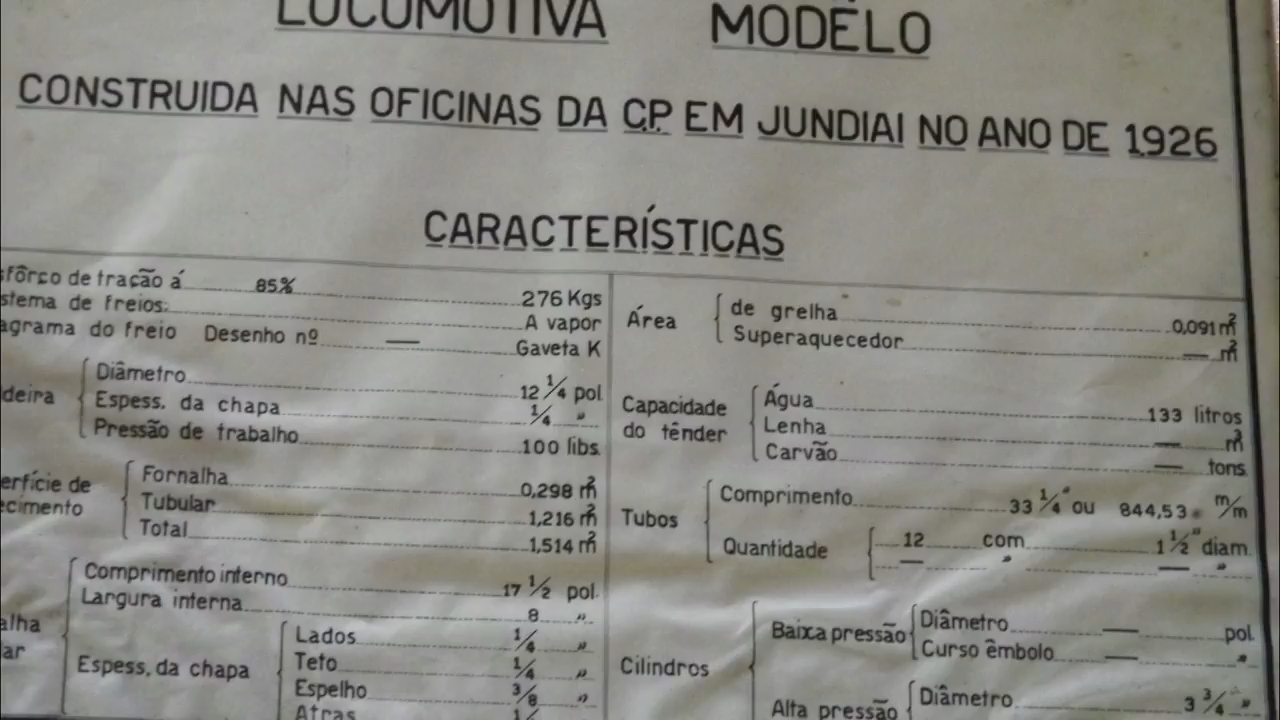 LOCOMOTIVA MODÊLO
CONSTRUIDA NAS OFICINAS DA C.P. EM JUNDIAI NO ANO DE 1.926
CARACTERÍSTICAS
sfôrço de tração á 85% 276 Kgs
stema de freios: A vapor
agrama do freio Desenho nº — Gaveta K
deira
Diâmetro 12 1/4 pol
Espess. da chapa 1/4 "
Pressão de trabalho 100 libs
erfície de
ecimento
Fornalha 0,298 m²
Tubular 1,216 m²
Total 1,514 m²
Comprimento interno 17 1/2 pol.
Largura interna 8 "
alha
ar
Espess. da chapa
Lados 1/4 "
Teto 1/4 "
Espelho 3/8 "
Atras
Área
de grelha 0,091 m²
Superaquecedor — m²
Capacidade
do tênder
Água 133 litros
Lenha — m³
Carvão — tons
Tubos
Comprimento 33 1/4" ou 844,53 m/m
Quantidade
12 com 1 1/2" diam.
— " — "
Cilindros
Baixa pressão
Diâmetro — pol
Curso êmbolo — "
Alta pressão
Diâmetro 3 3/4 "